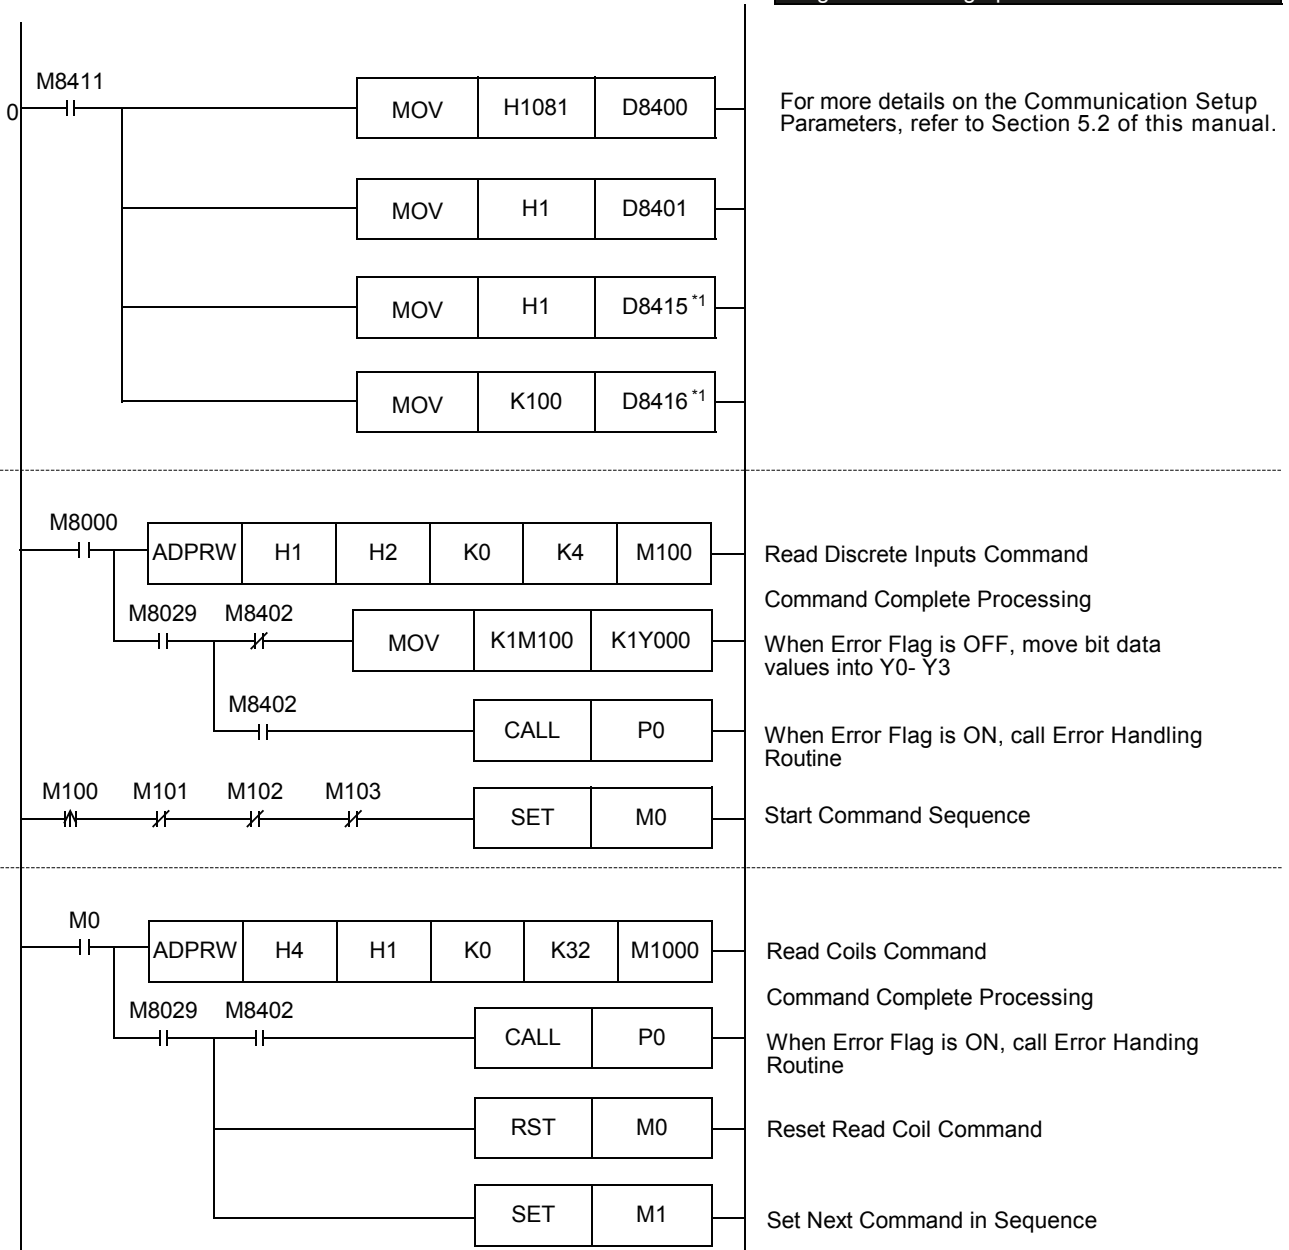 M8411
0
MOV H1081 D8400
For more details on the Communication Setup
Parameters, refer to Section 5.2 of this manual.
MOV H1 D8401
MOV H1 D8415 *1
MOV K100 D8416 *1
M8000
ADPRW H1 H2 K0 K4 M100
Read Discrete Inputs Command
Command Complete Processing
M8029 M8402
MOV K1M100 K1Y000
When Error Flag is OFF, move bit data
values into Y0- Y3
M8402
CALL P0
When Error Flag is ON, call Error Handling
Routine
M100 M101 M102 M103
SET M0
Start Command Sequence
M0
ADPRW H4 H1 K0 K32 M1000
Read Coils Command
Command Complete Processing
M8029 M8402
CALL P0
When Error Flag is ON, call Error Handing
Routine
RST M0
Reset Read Coil Command
SET M1
Set Next Command in Sequence